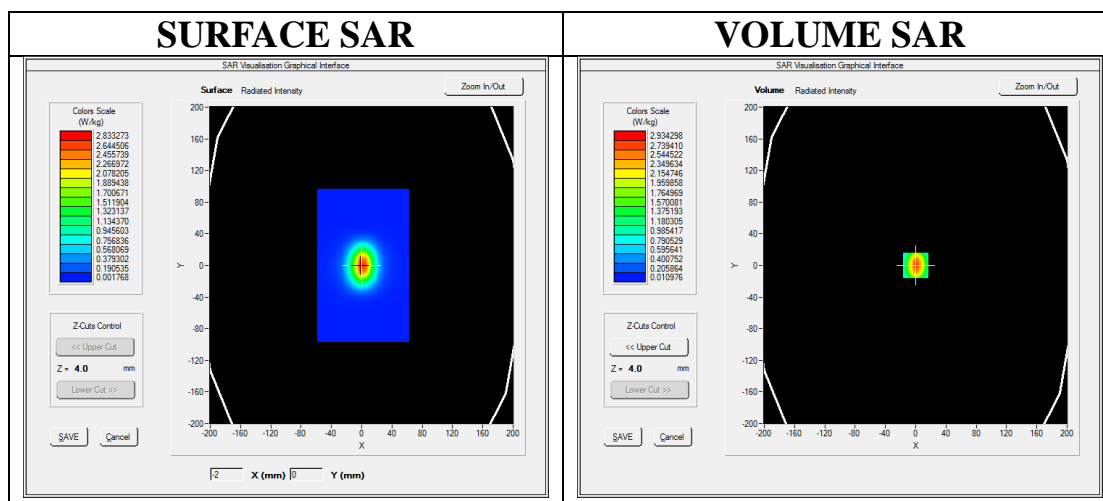 SURFACE SAR
SAR Visualisation Graphical Interface
Surface Radiated Intensity
Zoom In/Out
Colors Scale
(W/kg)
2.833273
2.644506
2.455739
2.266972
2.078205
1.889438
1.700671
1.511904
1.323137
1.134370
0.945603
0.756836
0.568069
0.379302
0.190535
0.001768
Z-Cuts Control
<< Upper Cut
Z = 4.0 mm
Lower Cut >>
SAVE Cancel
200
160
120
80
40
0
-40
-80
-120
-160
-200
Y
-200 -160 -120 -80 -40 0 40 80 120 160 200
X
-2 X (mm) 0 Y (mm)
VOLUME SAR
SAR Visualisation Graphical Interface
Volume Radiated Intensity
Zoom In/Out
Colors Scale
(W/kg)
2.934298
2.739410
2.544522
2.349634
2.154746
1.959858
1.764969
1.570081
1.375193
1.180305
0.985417
0.790529
0.595641
0.400752
0.205864
0.010976
Z-Cuts Control
<< Upper Cut
Z = 4.0 mm
Lower Cut >>
SAVE Cancel
200
160
120
80
40
0
-40
-80
-120
-160
-200
Y
-200 -160 -120 -80 -40 0 40 80 120 160 200
X